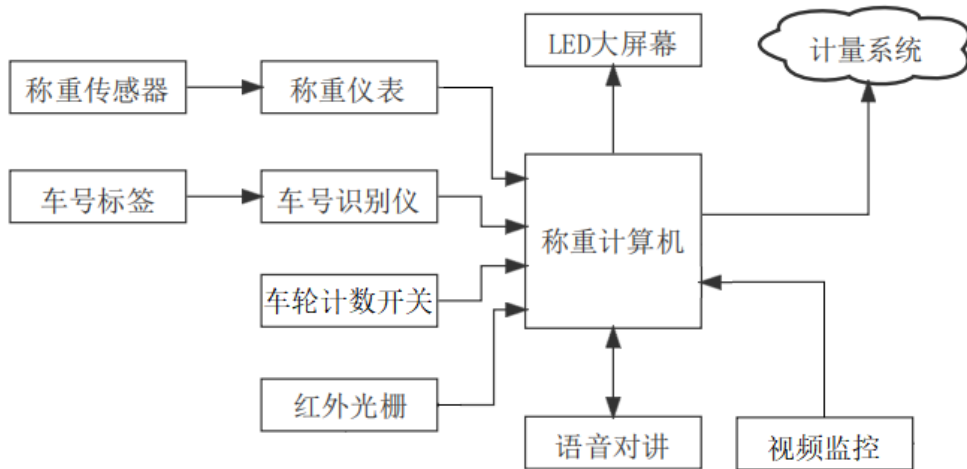 LED大屏幕
计量系统
称重传感器
称重仪表
车号标签
车号识别仪
称重计算机
车轮计数开关
红外光栅
语音对讲
视频监控